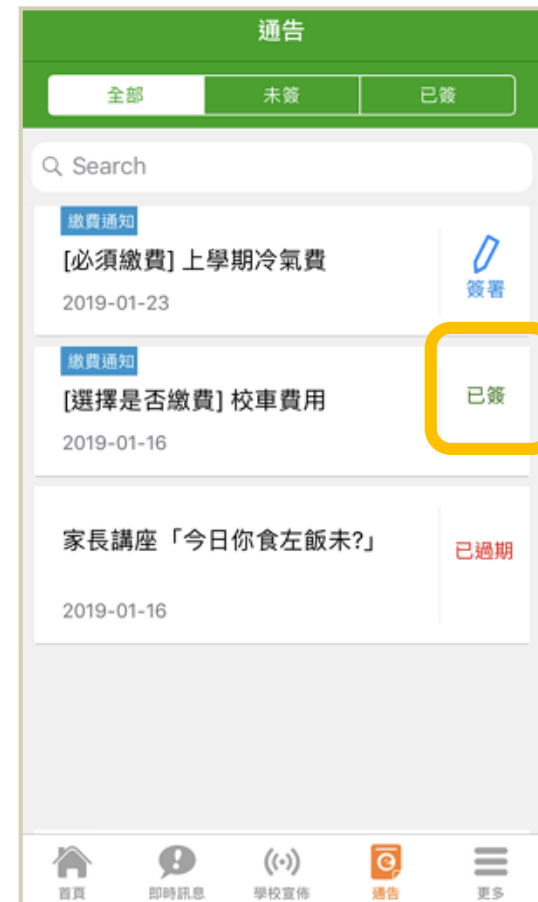 通告
全部 未簽 已簽
Search
繳費通知
[必須繳費] 上學期冷氣費
2019-01-23
簽署
繳費通知
[選擇是否繳費] 校車費用
2019-01-16
已簽
家長講座「今日你食左飯未?」
2019-01-16
已過期
首頁 即時訊息 學校宣佈 通告 更多